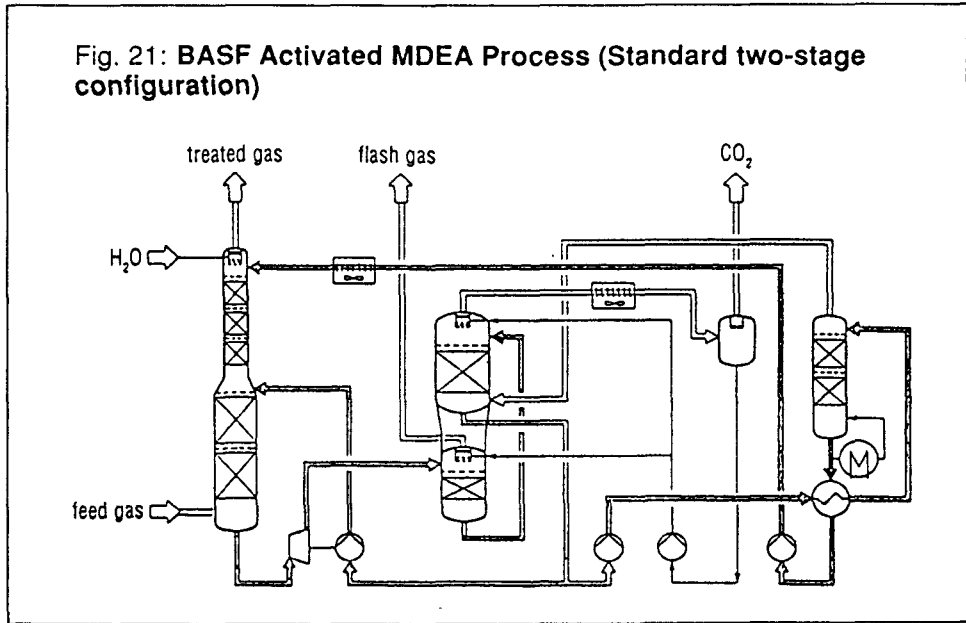 Fig. 21: BASF Activated MDEA Process (Standard two-stage
configuration)
treated gas
flash gas
CO₂
H₂O
feed gas